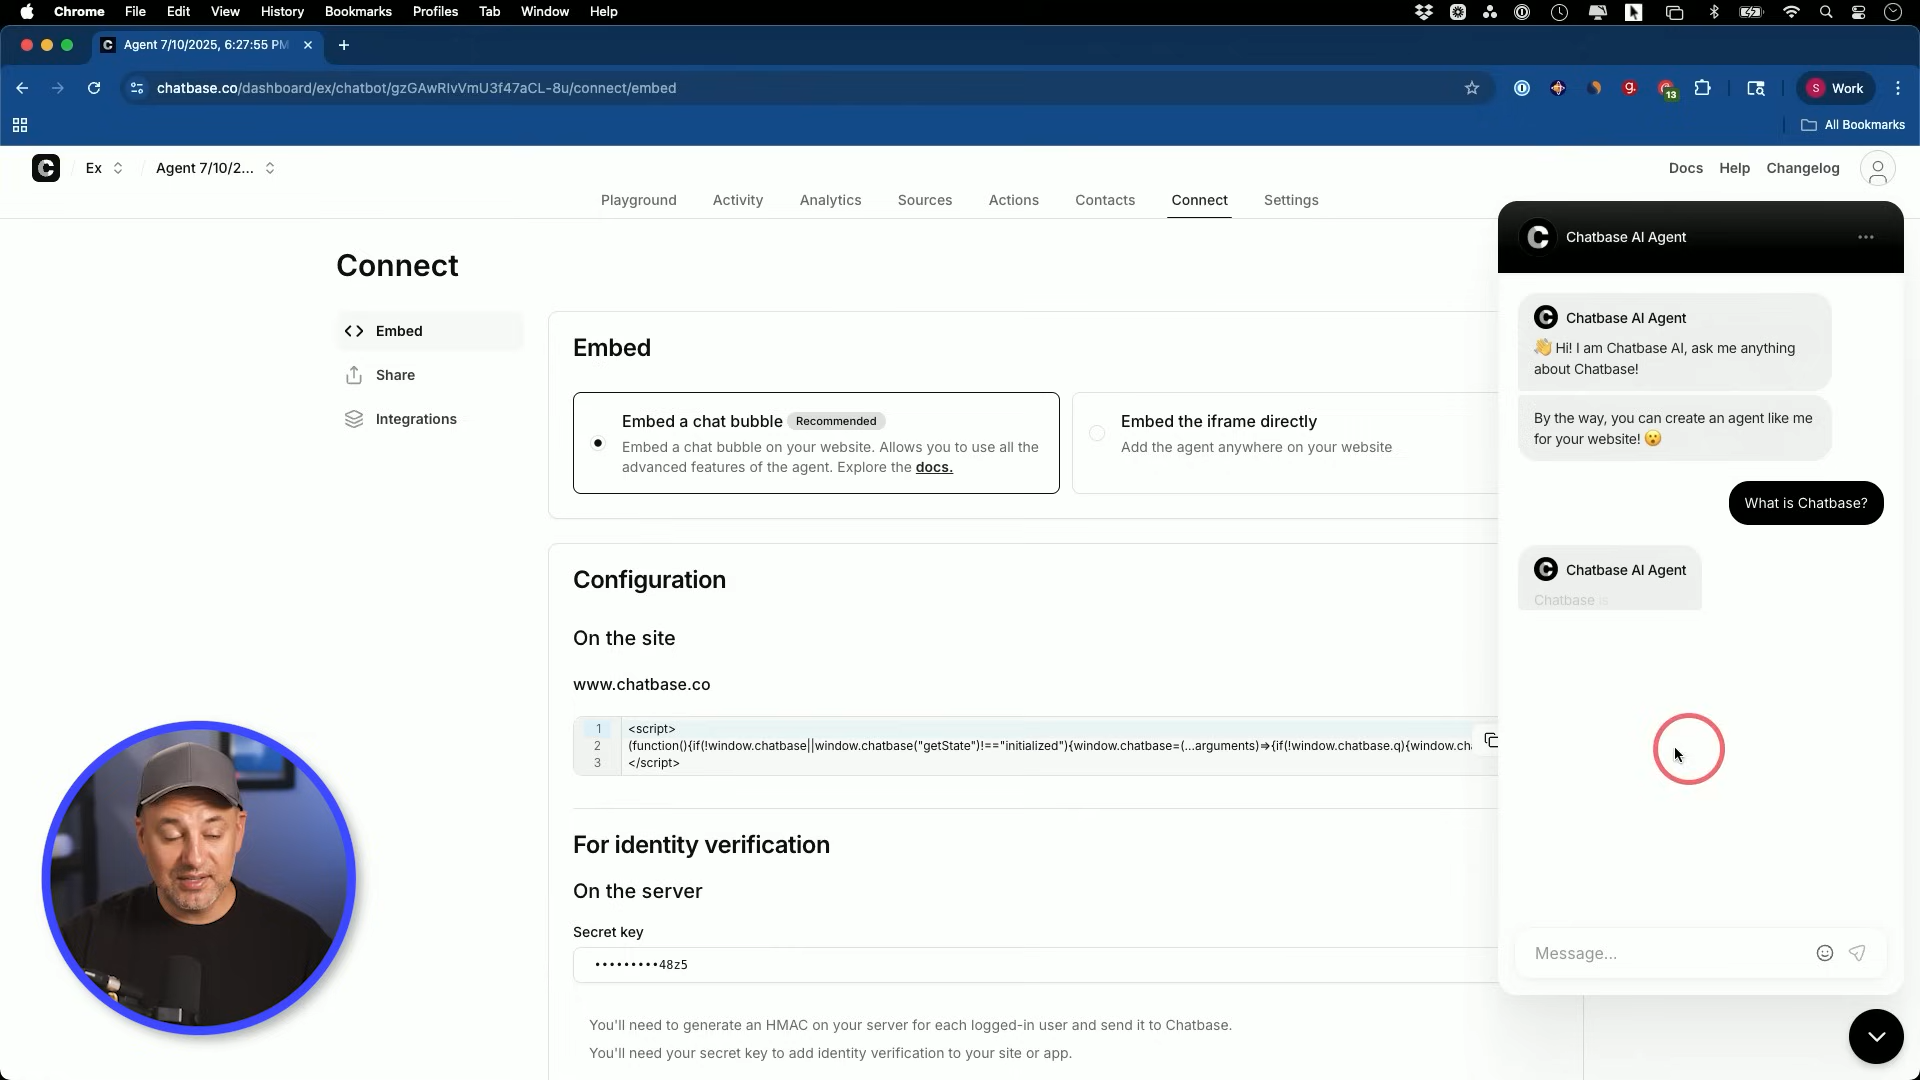 Chrome File Edit View History Bookmarks Profiles Tab Window Help
Agent 7/10/2025, 6:27:55 PM
chatbase.co/dashboard/ex/chatbot/gzGAwRlvVmU3f47aCL-8u/connect/embed
13
S Work
All Bookmarks
Ex
Agent 7/10/2...
Docs Help Changelog
Playground Activity Analytics Sources Actions Contacts Connect Settings
Connect
Embed
Share
Integrations
Embed
Embed a chat bubble Recommended
Embed a chat bubble on your website. Allows you to use all the
advanced features of the agent. Explore the docs.
Embed the iframe directly
Add the agent anywhere on your website
Configuration
On the site
www.chatbase.co
1 <script>
2 (function(){if(!window.chatbase||window.chatbase("getState")!=="initialized"){window.chatbase=(...arguments)=>{if(!window.chatbase.q){window.cha
3 </script>
For identity verification
On the server
Secret key
•••••••••48z5
You'll need to generate an HMAC on your server for each logged-in user and send it to Chatbase.
You'll need your secret key to add identity verification to your site or app.
Chatbase AI Agent
Chatbase AI Agent
👋 Hi! I am Chatbase AI, ask me anything
about Chatbase!
By the way, you can create an agent like me
for your website! 😮
What is Chatbase?
Chatbase AI Agent
Chatbase is
Message...